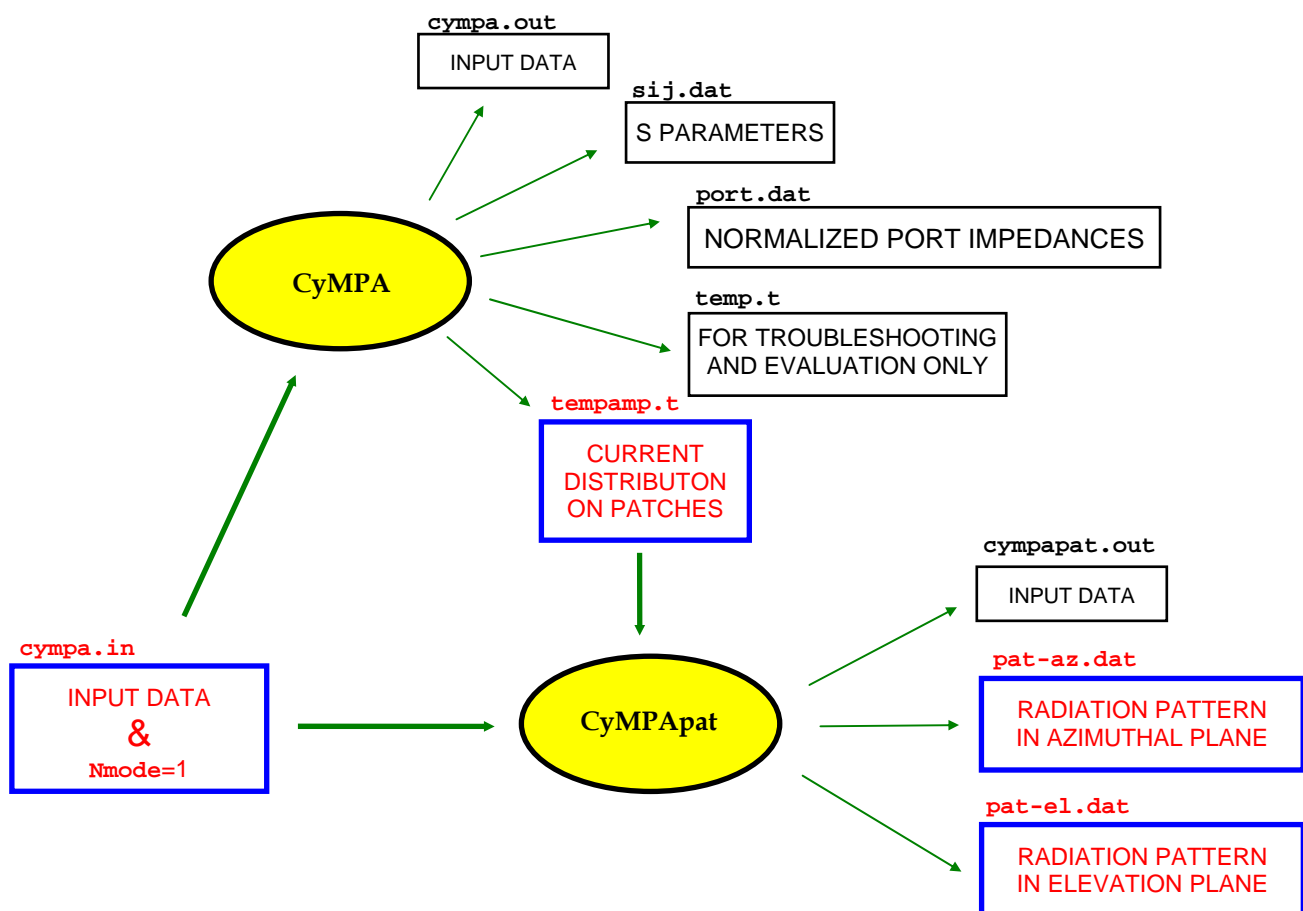 cympa.out
INPUT DATA
sij.dat
S PARAMETERS
port.dat
NORMALIZED PORT IMPEDANCES
CyMPA
temp.t
FOR TROUBLESHOOTING
AND EVALUATION ONLY
tempamp.t
CURRENT
DISTRIBUTON
ON PATCHES
cympapat.out
INPUT DATA
cympa.in
INPUT DATA
&
Nmode=1
CyMPApat
pat-az.dat
RADIATION PATTERN
IN AZIMUTHAL PLANE
pat-el.dat
RADIATION PATTERN
IN ELEVATION PLANE